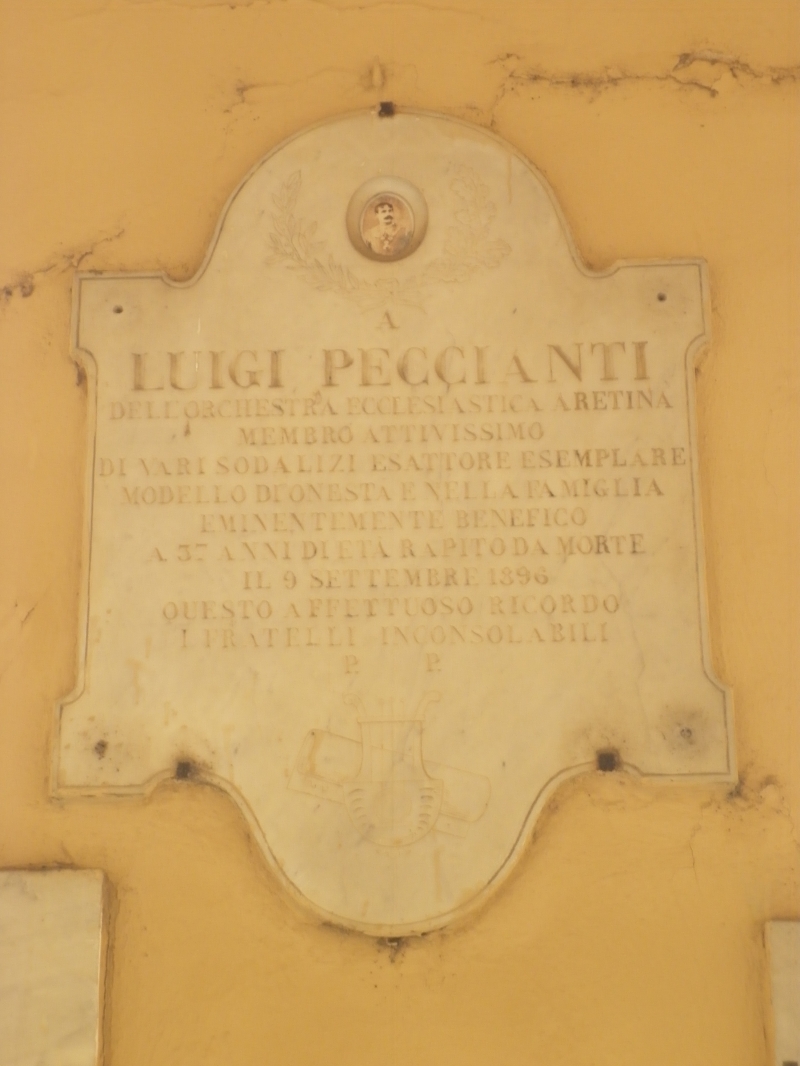 A
LUIGI PECCIANTI
DELL'ORCHESTRA ECCLESIASTICA ARETINA
MEMBRO ATTIVISSIMO
DI VARI SODALIZI ESATTORE ESEMPLARE
MODELLO DI ONESTA E NELLA FAMIGLIA
EMINENTEMENTE BENEFICO
A 37 ANNI DI ETÀ RAPITO DA MORTE
IL 9 SETTEMBRE 1896
QUESTO AFFETTUOSO RICORDO
I FRATELLI INCONSOLABILI
P. P.